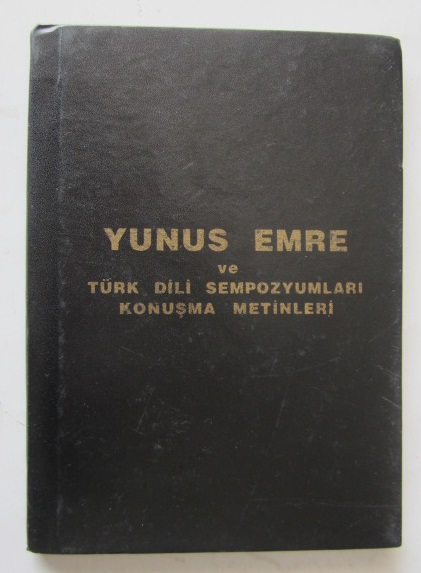 YUNUS EMRE
ve
TÜRK DİLİ SEMPOZYUMLARI
KONUŞMA METİNLERİ